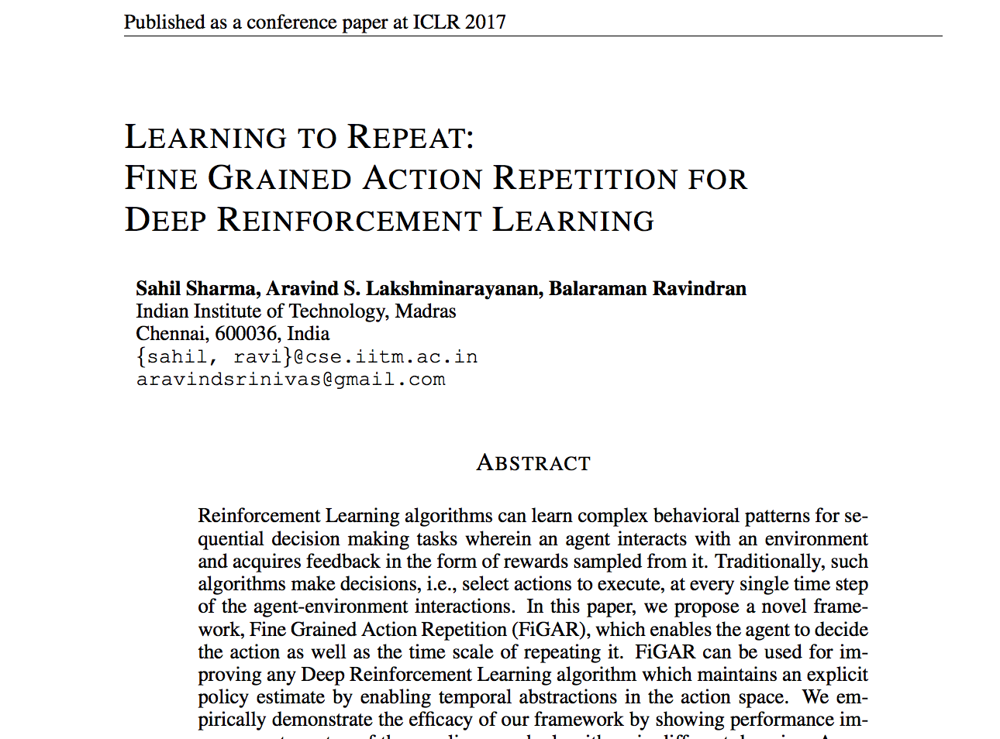 Published as a conference paper at ICLR 2017
LEARNING TO REPEAT:
FINE GRAINED ACTION REPETITION FOR
DEEP REINFORCEMENT LEARNING
Sahil Sharma, Aravind S. Lakshminarayanan, Balaraman Ravindran
Indian Institute of Technology, Madras
Chennai, 600036, India
{sahil, ravi}@cse.iitm.ac.in
aravindsrinivas@gmail.com
ABSTRACT
Reinforcement Learning algorithms can learn complex behavioral patterns for se-
quential decision making tasks wherein an agent interacts with an environment
and acquires feedback in the form of rewards sampled from it. Traditionally, such
algorithms make decisions, i.e., select actions to execute, at every single time step
of the agent-environment interactions. In this paper, we propose a novel frame-
work, Fine Grained Action Repetition (FiGAR), which enables the agent to decide
the action as well as the time scale of repeating it. FiGAR can be used for im-
proving any Deep Reinforcement Learning algorithm which maintains an explicit
policy estimate by enabling temporal abstractions in the action space. We em-
pirically demonstrate the efficacy of our framework by showing performance im-